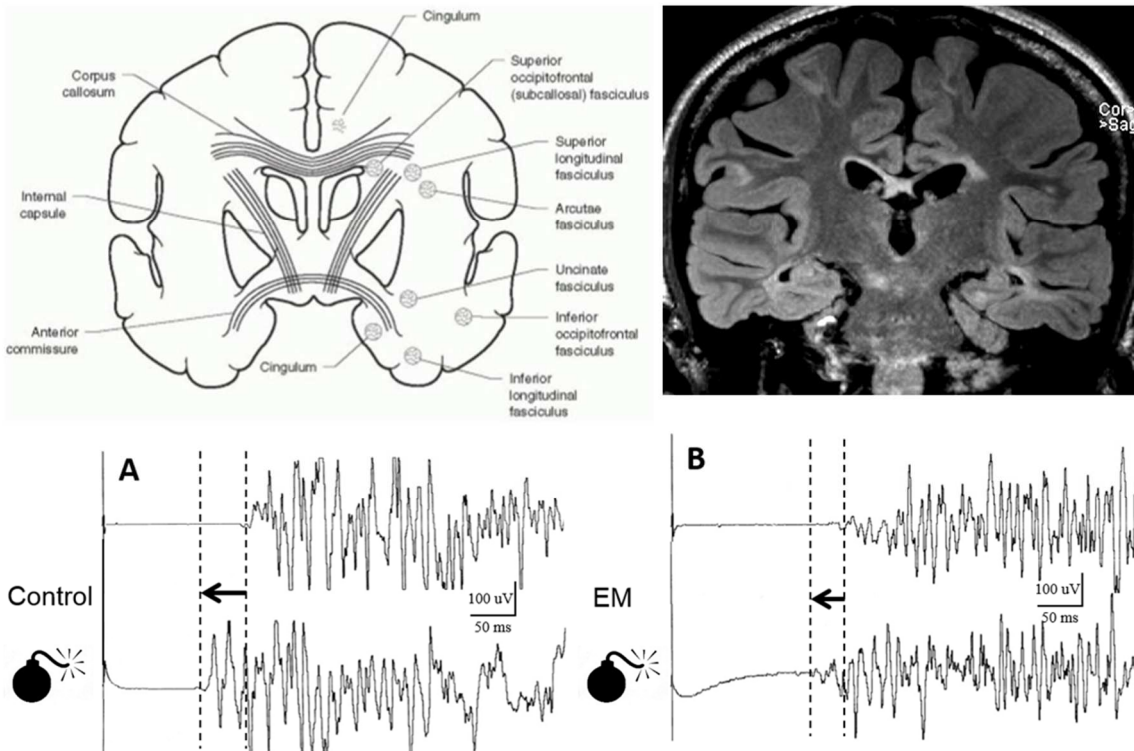 Cingulum
Superior
occipitofrontal
(subcallosal) fasciculus
Corpus
callosum
Superior
longitudinal
fasciculus
Internal
capsule
Arcutae
fasciculus
Uncinate
fasciculus
Inferior
occipitofrontal
fasciculus
Anterior
commissure
Cingulum
Inferior
longitudinal
fasciculus
Cor>
>Sag
A
Control
100 uV
50 ms
B
EM
100 uV
50 ms